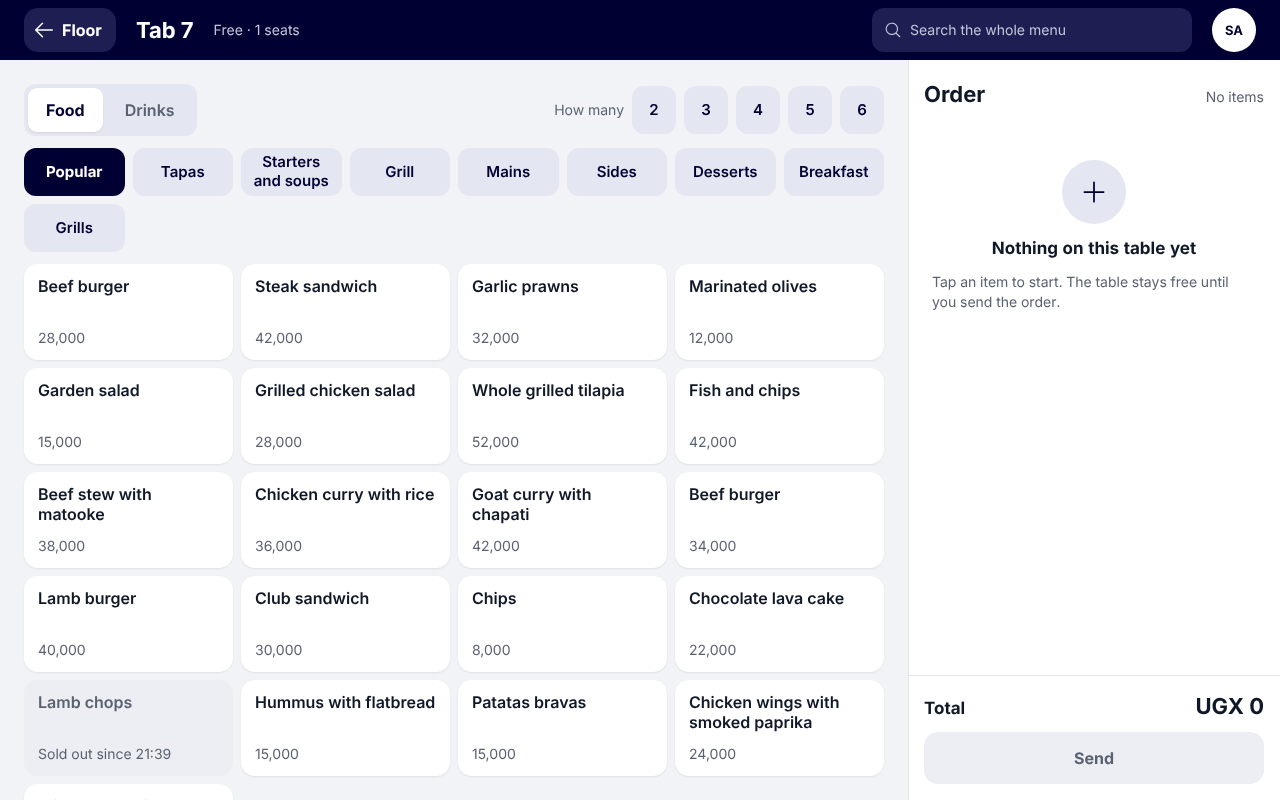 Floor
Tab 7
Free · 1 seats
Search the whole menu
SA
Food
Drinks
How many
2
3
4
5
6
Popular
Tapas
Starters
and soups
Grill
Mains
Sides
Desserts
Breakfast
Grills
Beef burger
28,000
Steak sandwich
42,000
Garlic prawns
32,000
Marinated olives
12,000
Garden salad
15,000
Grilled chicken salad
28,000
Whole grilled tilapia
52,000
Fish and chips
42,000
Beef stew with
matooke
38,000
Chicken curry with rice
36,000
Goat curry with
chapati
42,000
Beef burger
34,000
Lamb burger
40,000
Club sandwich
30,000
Chips
8,000
Chocolate lava cake
22,000
Lamb chops
Sold out since 21:39
Hummus with flatbread
15,000
Patatas bravas
15,000
Chicken wings with
smoked paprika
24,000
Order
No items
Nothing on this table yet
Tap an item to start. The table stays free until
you send the order.
Total
UGX 0
Send